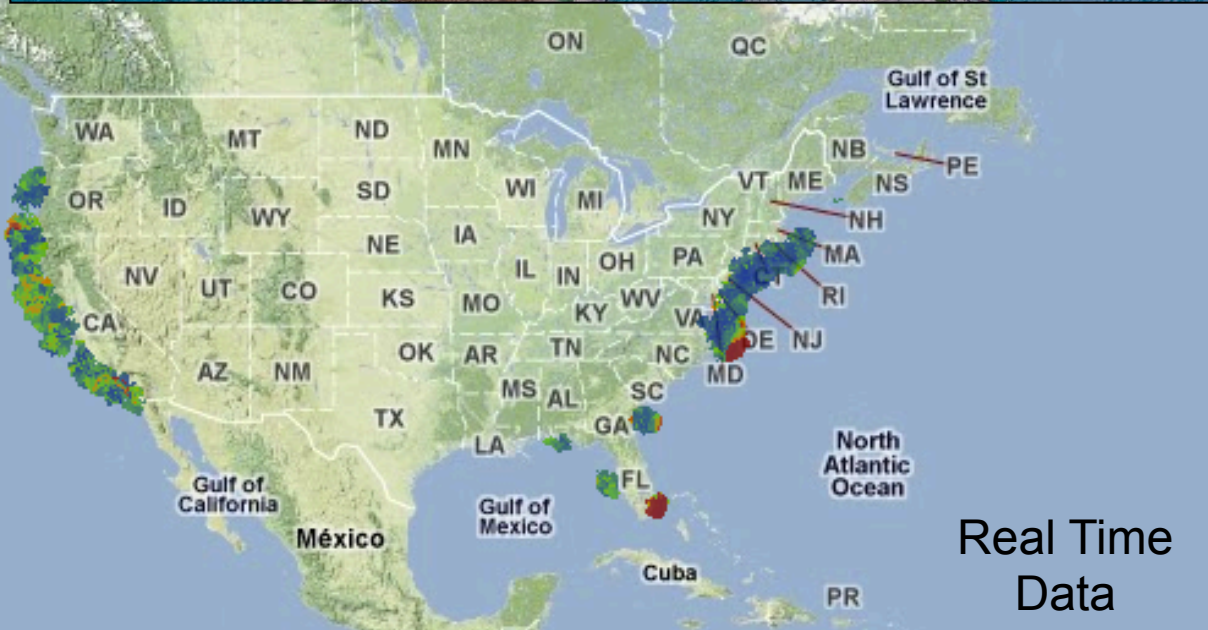 ON
QC
Gulf of St
Lawrence
WA
MT
ND
MN
NB
PE
OR
ID
WY
SD
WI
MI
VT
ME
NS
NY
NH
NE
IA
PA
MA
NV
UT
CO
IL
IN
OH
CT
RI
CA
KS
MO
KY
WV
VA
DE
NJ
AZ
NM
OK
AR
TN
NC
MD
TX
MS
AL
SC
GA
LA
FL
North
Atlantic
Ocean
Gulf of
California
Gulf of
Mexico
México
Cuba
PR
Real Time
Data